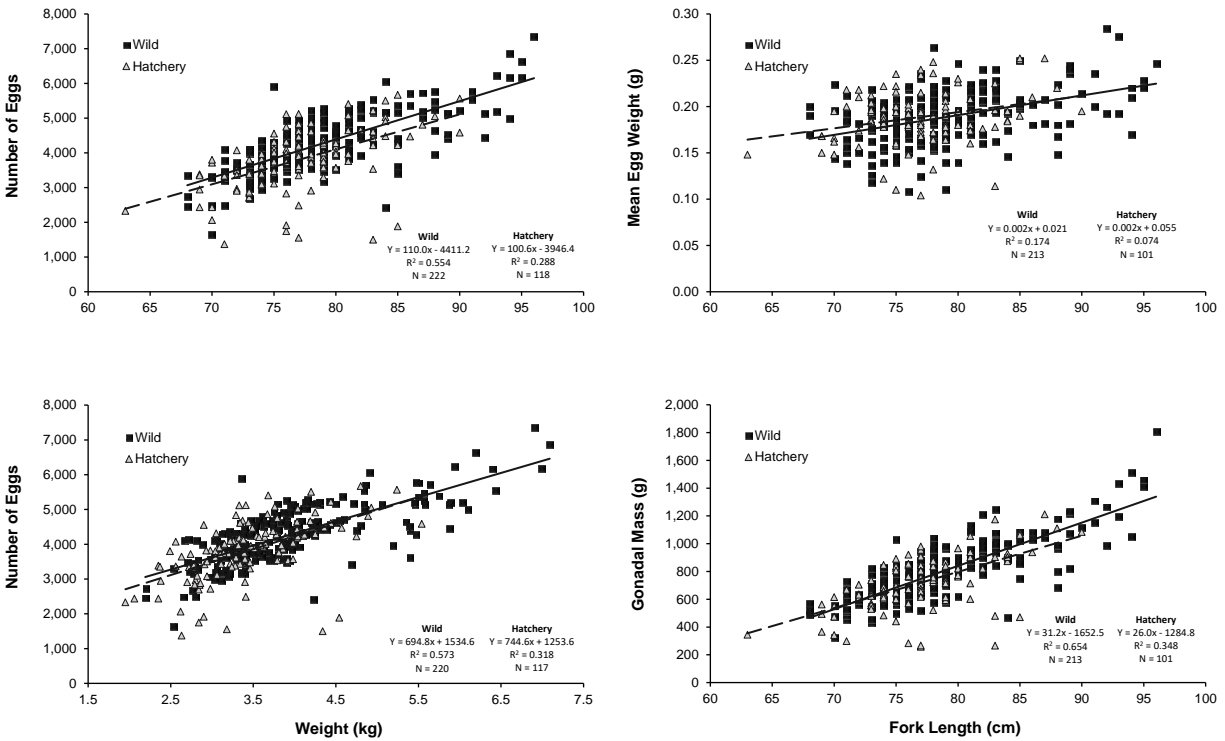 8,000
7,000
6,000
5,000
4,000
3,000
2,000
1,000
0
Number of Eggs
Wild
Hatchery
Wild Hatchery
Y = 110.0x - 4411.2 Y = 100.6x - 3946.4
R² = 0.554 R² = 0.288
N = 222 N = 118
60 65 70 75 80 85 90 95 100
0.30
0.25
0.20
0.15
0.10
0.05
0.00
Mean Egg Weight (g)
Wild
Hatchery
Wild Hatchery
Y = 0.002x + 0.021 Y = 0.002x + 0.055
R² = 0.174 R² = 0.074
N = 213 N = 101
60 65 70 75 80 85 90 95 100
8,000
7,000
6,000
5,000
4,000
3,000
2,000
1,000
0
Number of Eggs
Wild
Hatchery
Wild Hatchery
Y = 694.8x + 1534.6 Y = 744.6x + 1253.6
R² = 0.573 R² = 0.318
N = 220 N = 117
1.5 2.5 3.5 4.5 5.5 6.5 7.5
Weight (kg)
2,000
1,800
1,600
1,400
1,200
1,000
800
600
400
200
0
Gonadal Mass (g)
Wild
Hatchery
Wild Hatchery
Y = 31.2x - 1652.5 Y = 26.0x - 1284.8
R² = 0.654 R² = 0.348
N = 213 N = 101
60 65 70 75 80 85 90 95 100
Fork Length (cm)